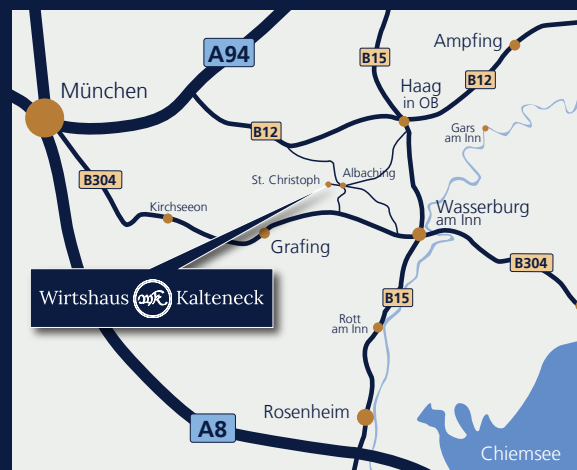 Ampfing
A94
B15
B12
Haag
in OB
München
Gars
am Inn
B12
Albaching
St. Christoph
B304
Kirchseeon
Wasserburg
am Inn
Grafing
B304
Wirtshaus WK Kalteneck
B15
Rott
am Inn
Rosenheim
A8
Chiemsee